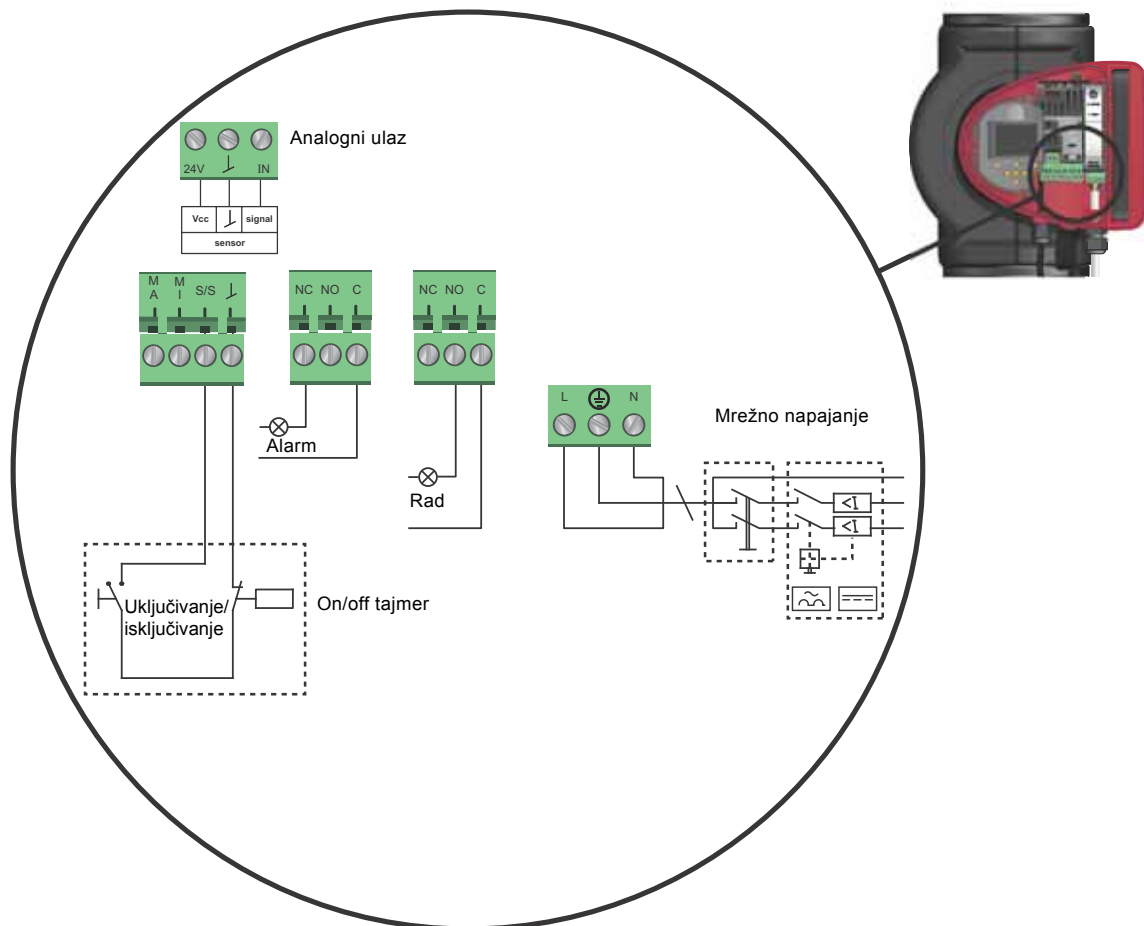 Analogni ulaz
24V IN
Vcc signal
sensor
M A M I S/S
NC NO C
NC NO C
Alarm
Rad
L N
Mrežno napajanje
Uključivanje/
isključivanje
On/off tajmer
<I
<I